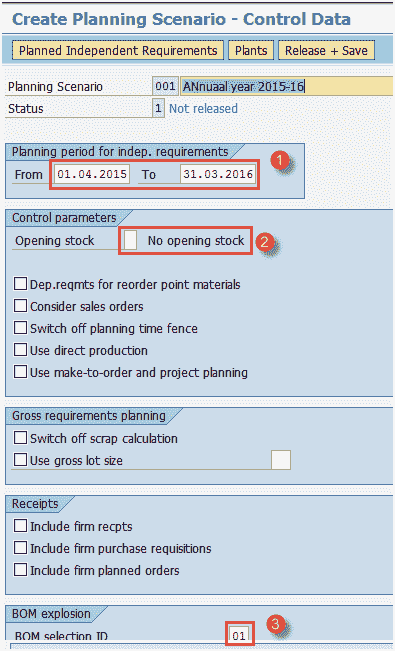 Create Planning Scenario - Control Data
Planned Independent Requirements Plants Release + Save
Planning Scenario 001 ANnuaal year 2015-16
Status 1 Not released
Planning period for indep. requirements
1
From 01.04.2015 To 31.03.2016
Control parameters
Opening stock No opening stock 2
Dep.reqmts for reorder point materials
Consider sales orders
Switch off planning time fence
Use direct production
Use make-to-order and project planning
Gross requirements planning
Switch off scrap calculation
Use gross lot size
Receipts
Include firm recpts
Include firm purchase requisitions
Include firm planned orders
BOM explosion
3
BOM selection ID 01